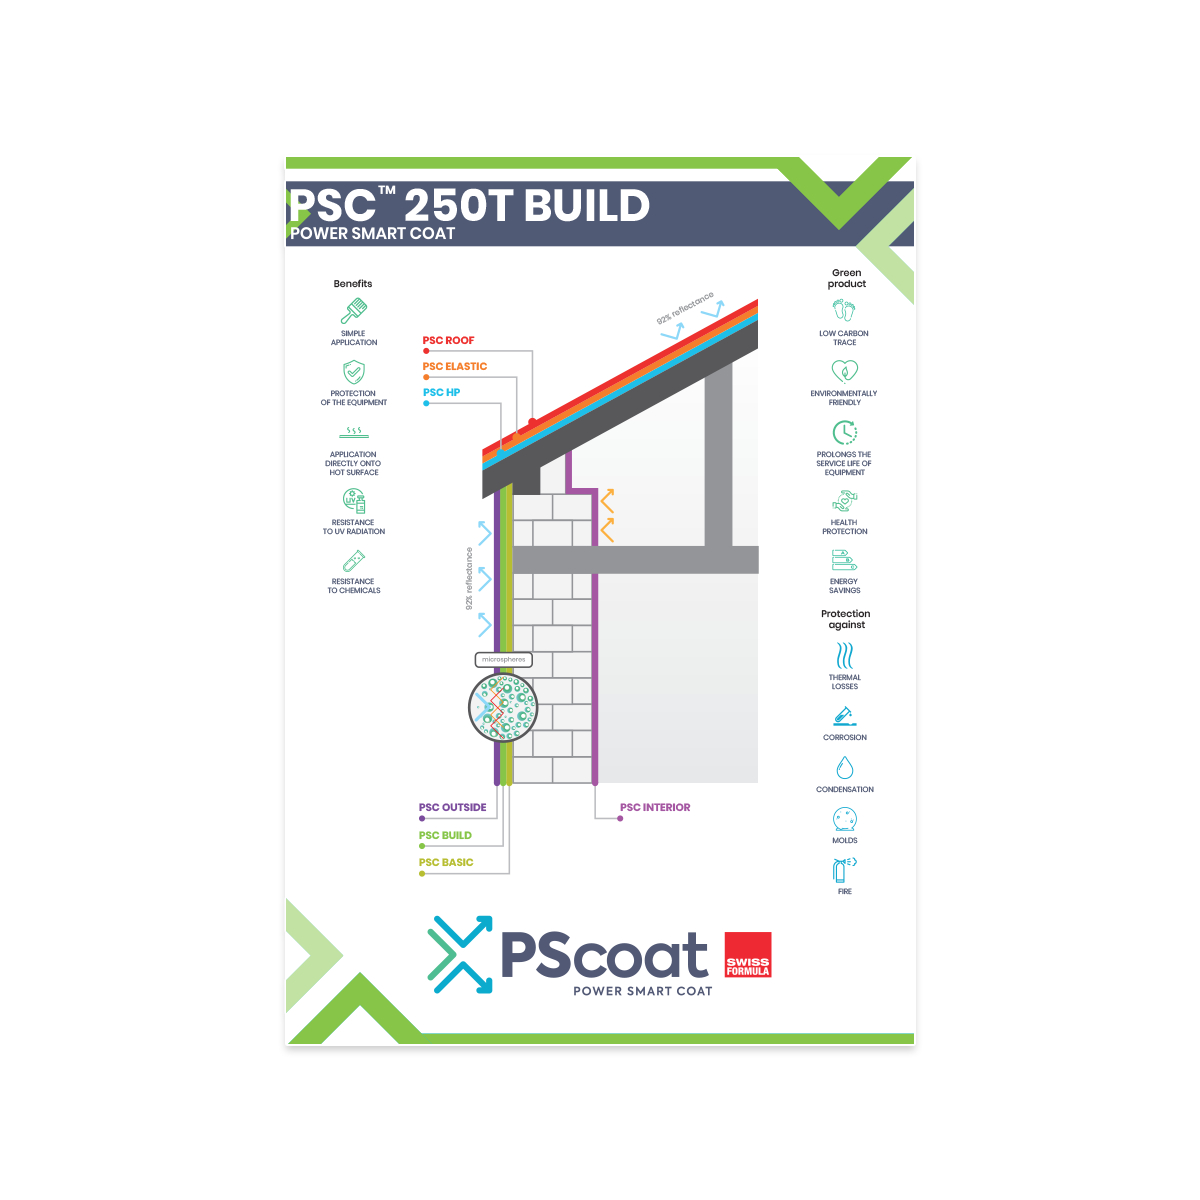 PSC™ 250T BUILD
POWER SMART COAT
Benefits
SIMPLE
APPLICATION
PROTECTION
OF THE EQUIPMENT
APPLICATION
DIRECTLY ONTO
HOT SURFACE
UV
RESISTANCE
TO UV RADIATION
RESISTANCE
TO CHEMICALS
92% reflectance
PSC ROOF
PSC ELASTIC
PSC HP
92% reflectance
microspheres
PSC OUTSIDE
PSC BUILD
PSC BASIC
PSC INTERIOR
Green
product
LOW CARBON
TRACE
ENVIRONMENTALLY
FRIENDLY
PROLONGS THE
SERVICE LIFE OF
EQUIPMENT
HEALTH
PROTECTION
ENERGY
SAVINGS
Protection
against
THERMAL
LOSSES
CORROSION
CONDENSATION
MOLDS
FIRE
PScoat
POWER SMART COAT
SWISS
FORMULA